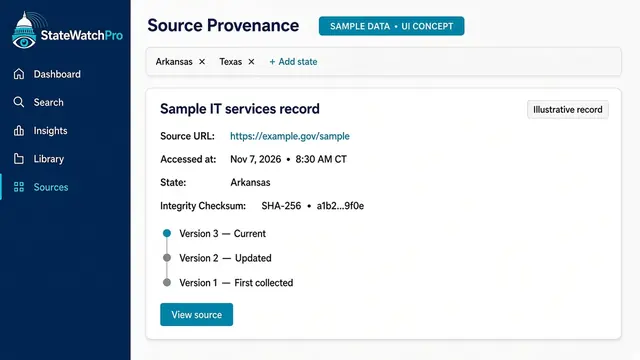 StateWatchPro
Dashboard
Search
Insights
Library
Sources
Source Provenance
SAMPLE DATA • UI CONCEPT
Arkansas × Texas × + Add state
Sample IT services record
Illustrative record
Source URL: https://example.gov/sample
Accessed at: Nov 7, 2026 • 8:30 AM CT
State: Arkansas
Integrity Checksum: SHA-256 • a1b2...9f0e
Version 3 — Current
Version 2 — Updated
Version 1 — First collected
View source